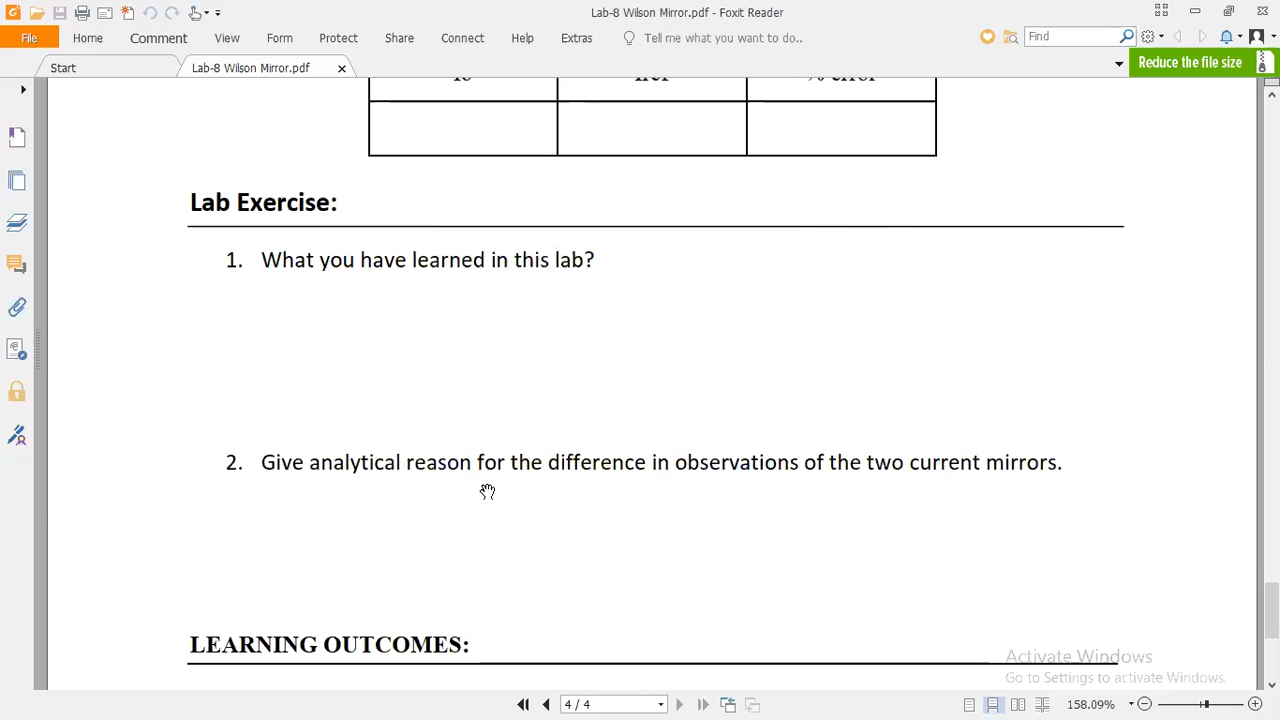 Lab-8 Wilson Mirror.pdf - Foxit Reader
File Home Comment View Form Protect Share Connect Help Extras Tell me what you want to do.. Find
Start Lab-8 Wilson Mirror.pdf Reduce the file size
% error
Lab Exercise:
1. What you have learned in this lab?
2. Give analytical reason for the difference in observations of the two current mirrors.
LEARNING OUTCOMES:
Activate Windows
Go to Settings to activate Windows.
4 / 4 158.09%